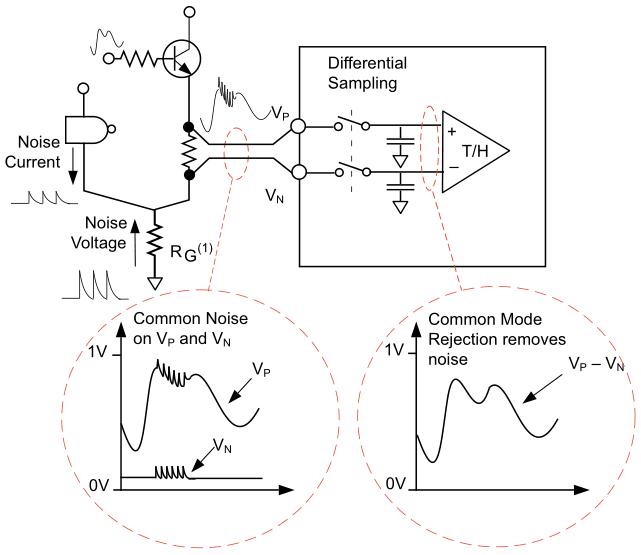 Differential
Sampling
V_P
+
T/H
−
Noise
Current
V_N
Noise
Voltage
R_G^(1)
Common Noise
on V_P and V_N
1V
V_P
V_N
0V
Common Mode
Rejection removes
noise
1V
V_P – V_N
0V